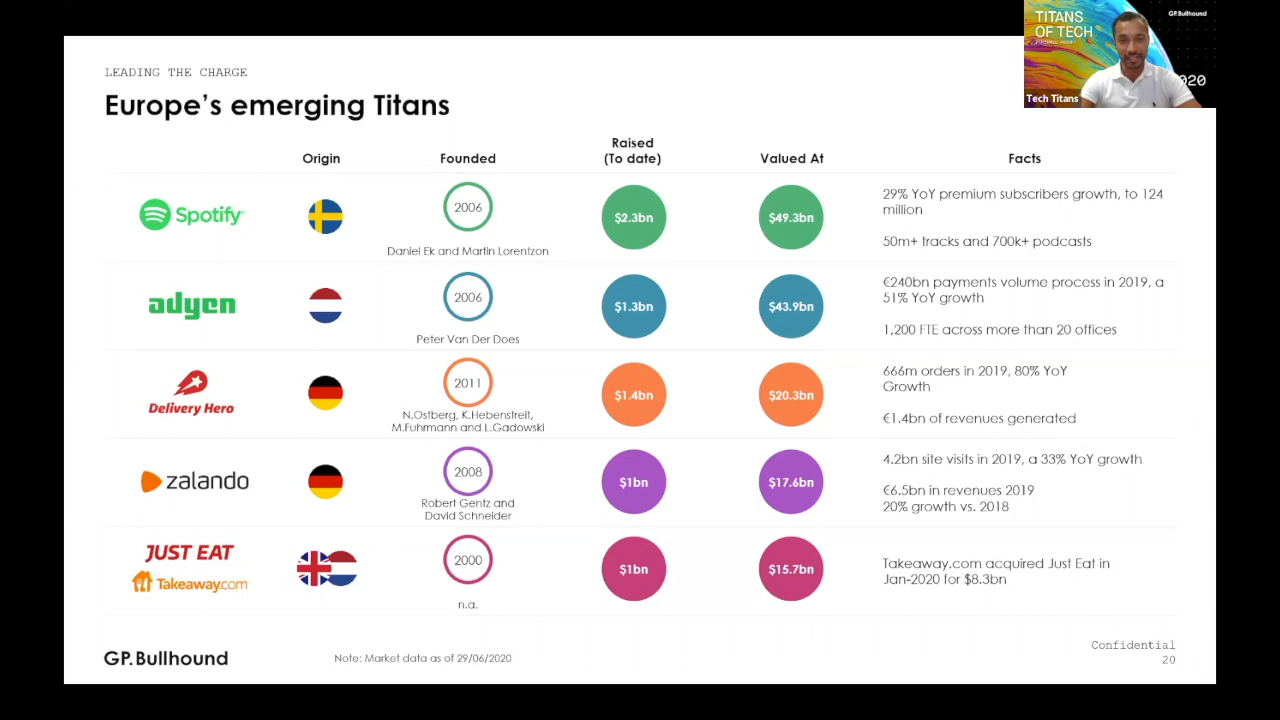 TITANS
OF TECH
GP.Bullhound
2020
Tech Titans
LEADING THE CHARGE
Europe's emerging Titans
Origin
Founded
Raised
(To date)
Valued At
Facts
Spotify
2006
Daniel Ek and Martin Lorentzon
$2.3bn
$49.3bn
29% YoY premium subscribers growth, to 124
million
50m+ tracks and 700k+ podcasts
adyen
2006
Peter Van Der Does
$1.3bn
$43.9bn
€240bn payments volume process in 2019, a
51% YoY growth
1,200 FTE across more than 20 offices
Delivery Hero
2011
N.Ostberg, K.Hebenstreit,
M.Fuhrmann and L.Gadowski
$1.4bn
$20.3bn
666m orders in 2019, 80% YoY
Growth
€1.4bn of revenues generated
zalando
2008
Robert Gentz and
David Schneider
$1bn
$17.6bn
4.2bn site visits in 2019, a 33% YoY growth
€6.5bn in revenues 2019
20% growth vs. 2018
JUST EAT
Takeaway.com
2000
n.a.
$1bn
$15.7bn
Takeaway.com acquired Just Eat in
Jan-2020 for $8.3bn
GP.Bullhound
Note: Market data as of 29/06/2020
Confidential
20